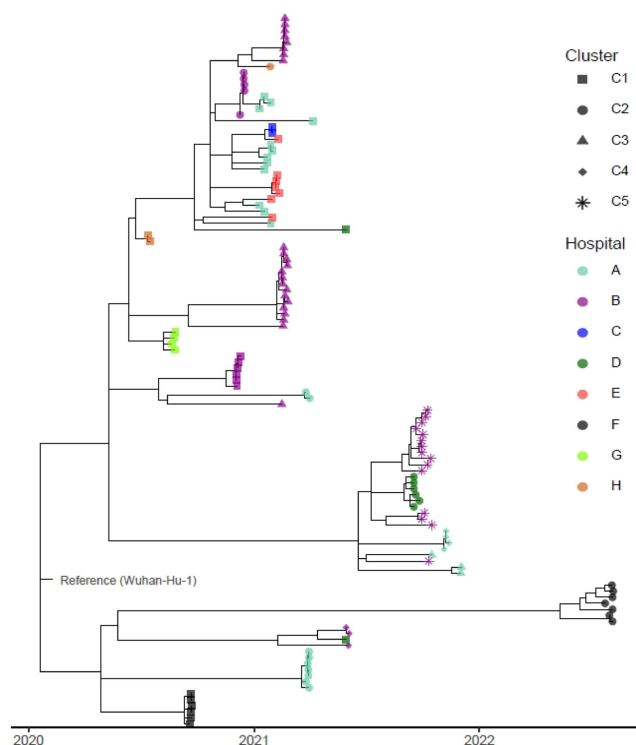 Cluster
C1
C2
C3
C4
C5
Hospital
A
B
C
D
E
F
G
H
Reference (Wuhan-Hu-1)
2020 2021 2022